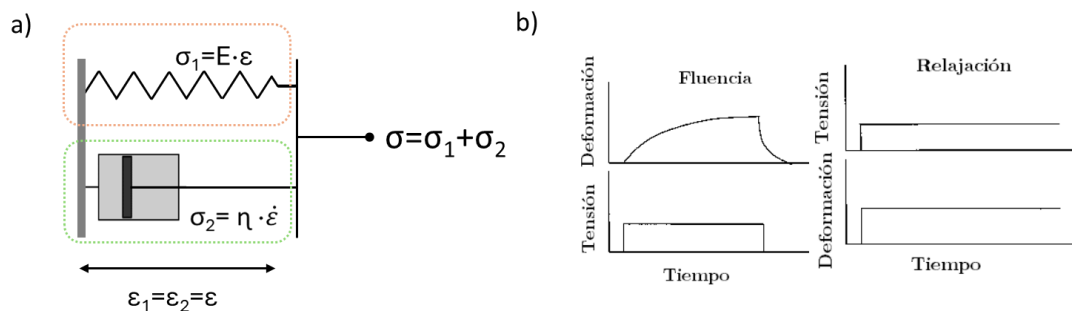 a)
σ₁=E·ε
σ=σ₁+σ₂
σ₂= η ·ε̇
ε₁=ε₂=ε
b)
Fluencia
Deformación
Tensión
Tiempo
Relajación
Tensión
Deformación
Tiempo